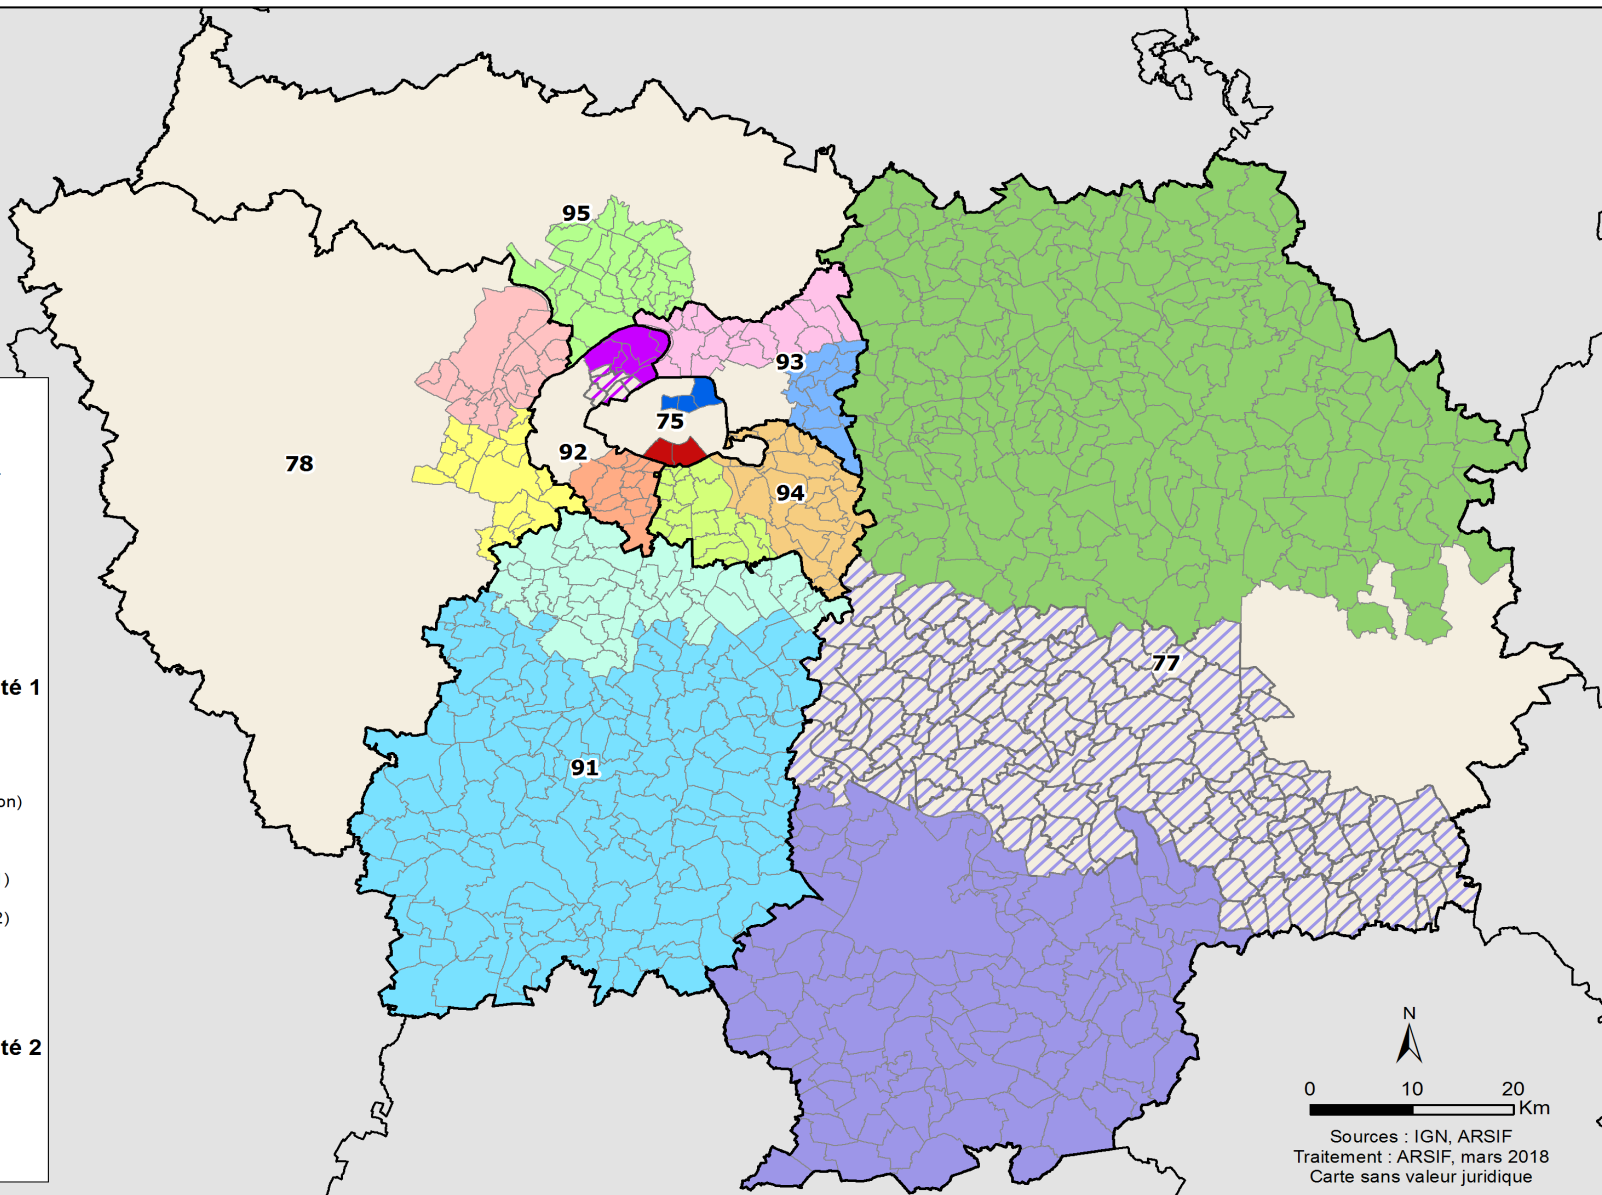 95
93
75
92
78
94
té 1
77
91
on)
)
2)
té 2
N
0 10 20
Km
Sources : IGN, ARSIF
Traitement : ARSIF, mars 2018
Carte sans valeur juridique